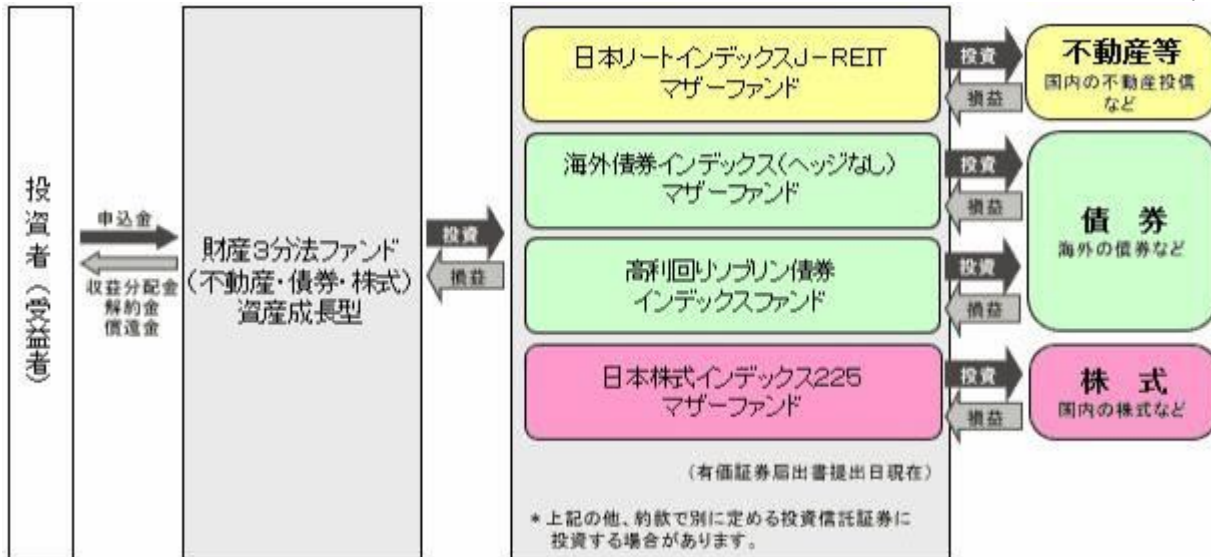 投資者（受益者）
申込金
収益分配金
解約金
償還金
財産3分法ファンド
（不動産・債券・株式）
資産成長型
投資
損益
日本リートインデックスJ－REIT
マザーファンド
投資
損益
不動産等
国内の不動産投信
など
海外債券インデックス（ヘッジなし）
マザーファンド
投資
損益
高利回りソブリン債券
インデックスファンド
投資
損益
債　券
海外の債券など
日本株式インデックス225
マザーファンド
投資
損益
株　式
国内の株式など
（有価証券届出書提出日現在）
＊上記の他、約款で別に定める投資信託証券に
投資する場合があります。